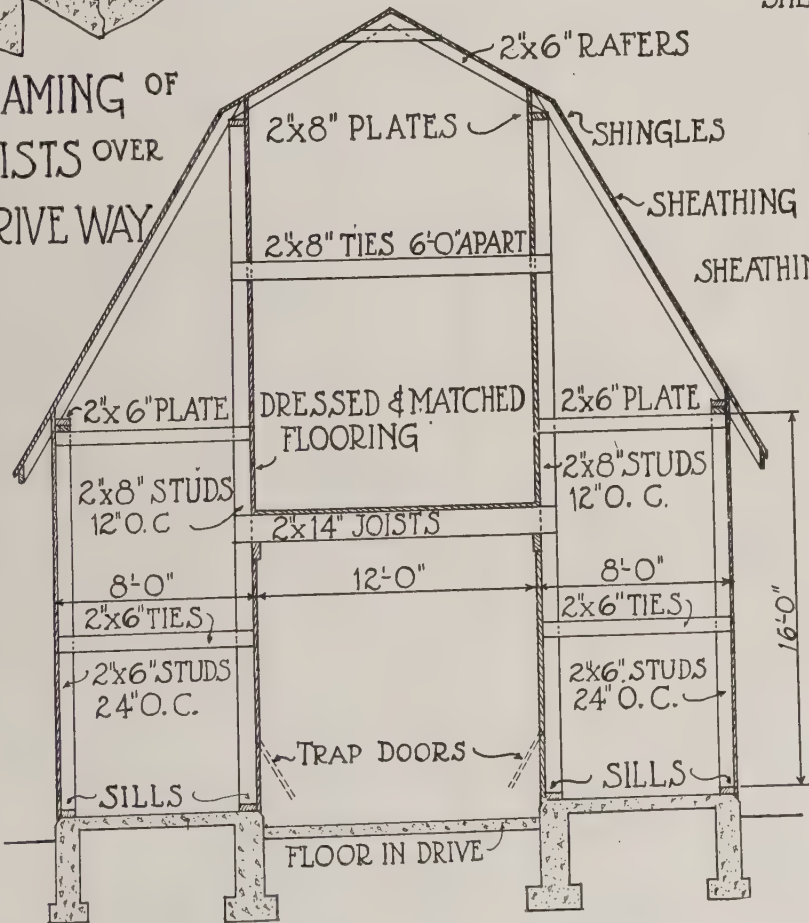 2"x6" RAFERS
AMING OF
ISTS OVER
RIVE WAY
2"x8" PLATES
SHINGLES
SHEATHING
2"x8" TIES 6'-0" APART
2"x6" PLATE
DRESSED & MATCHED
FLOORING
2"x6" PLATE
2"x8" STUDS
12" O.C
2"x8" STUDS
12" O.C.
2"x14" JOISTS
8'-0"
12'-0"
8'-0"
2"x6" TIES
2"x6" TIES
16'-0"
2"x6" STUDS
24" O.C.
2"x6" STUDS
24" O.C.
TRAP DOORS
SILLS
SILLS
FLOOR IN DRIVE